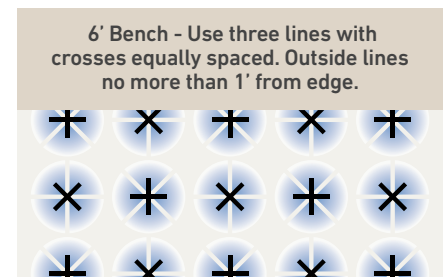 6’ Bench - Use three lines with
crosses equally spaced. Outside lines
no more than 1’ from edge.